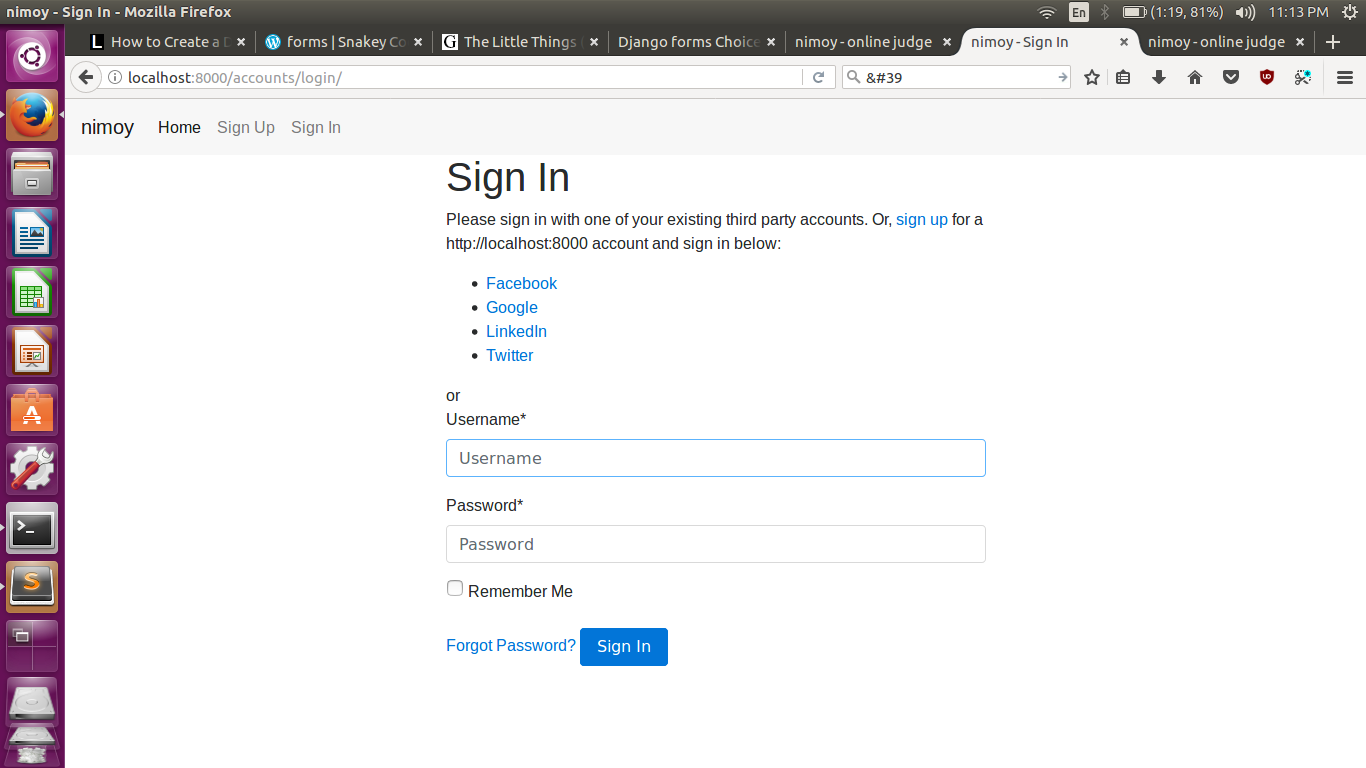 nimoy - Sign In - Mozilla Firefox
En (1:19, 81%) 11:13 PM
How to Create a D
forms | Snakey Co
The Little Things (
Django forms Choice
nimoy - online judge
nimoy - Sign In
nimoy - online judge
localhost:8000/accounts/login/
&#39
nimoy Home Sign Up Sign In
Sign In
Please sign in with one of your existing third party accounts. Or, sign up for a
http://localhost:8000 account and sign in below:
Facebook
Google
LinkedIn
Twitter
or
Username*
Username
Password*
Password
Remember Me
Forgot Password? Sign In